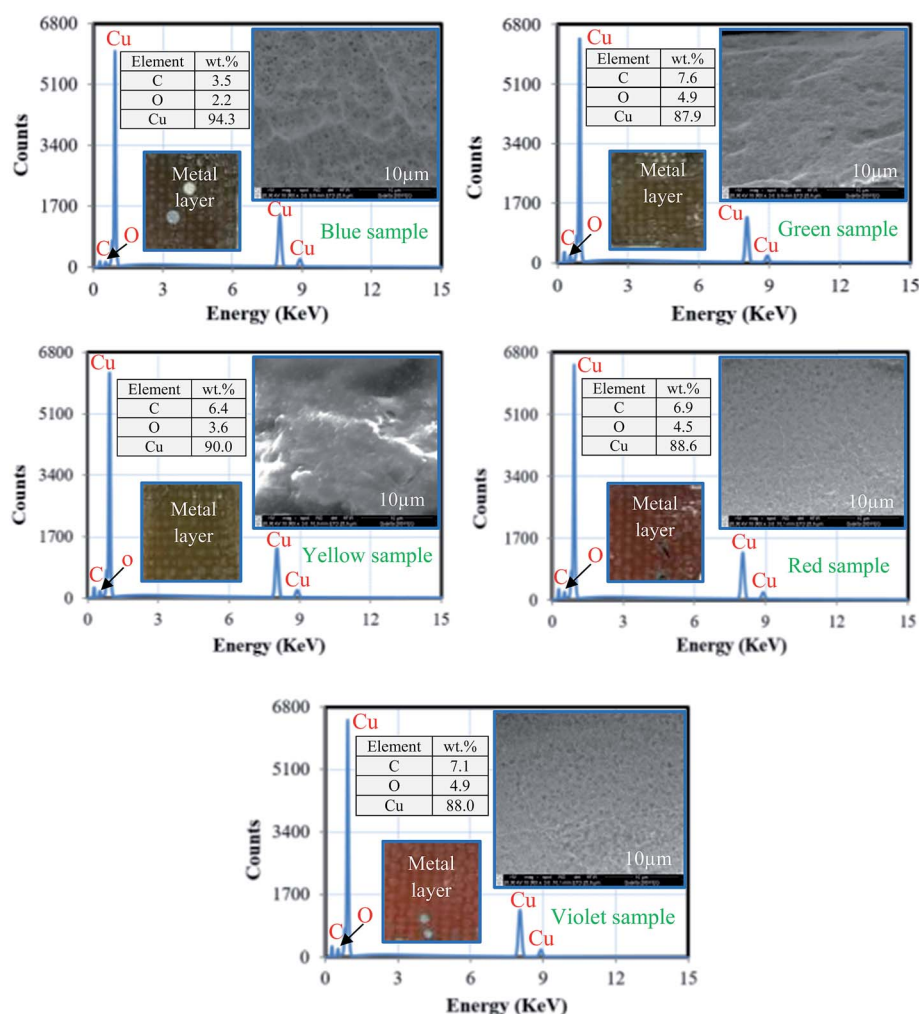 6800
5100
3400
1700
0
Counts
Cu
Element wt.%
C 3.5
O 2.2
Cu 94.3
10µm
Metal
layer
C O
Cu
Cu
Blue sample
0 3 6 9 12 15
Energy (KeV)
6800
5100
3400
1700
0
Counts
Cu
Element wt.%
C 7.6
O 4.9
Cu 87.9
10µm
Metal
layer
C O
Cu
Cu
Green sample
0 3 6 9 12 15
Energy (KeV)
6800
5100
3400
1700
0
Counts
Cu
Element wt.%
C 6.4
O 3.6
Cu 90.0
10µm
Metal
layer
C o
Cu
Cu
Yellow sample
0 3 6 9 12 15
Energy (KeV)
6800
5100
3400
1700
0
Counts
Cu
Element wt.%
C 6.9
O 4.5
Cu 88.6
10µm
Metal
layer
C O
Cu
Cu
Red sample
0 3 6 9 12 15
Energy (KeV)
6800
5100
3400
1700
0
Counts
Cu
Element wt.%
C 7.1
O 4.9
Cu 88.0
10µm
Metal
layer
C O
Cu
Cu
Violet sample
0 3 6 9 12 15
Energy (KeV)